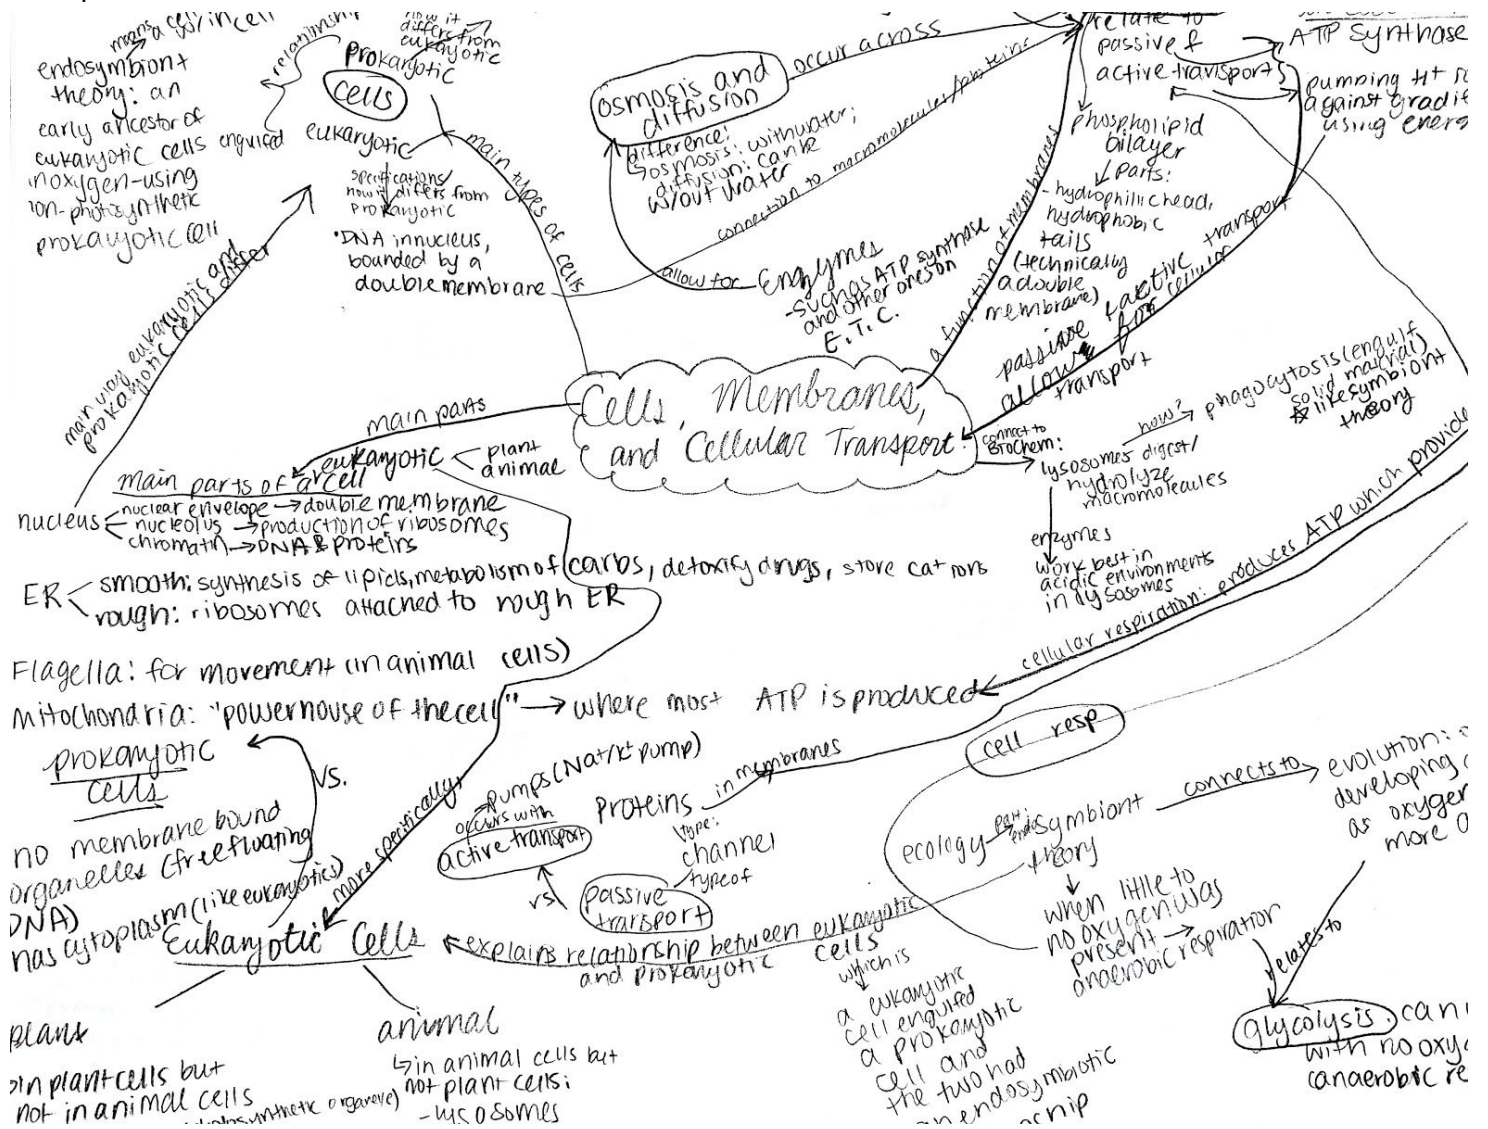 means a
endosymbiont
theory: an
early ancestor of
eukaryotic cells engulfed
inoxygen-using
non-photosynthetic
prokaryotic cell
relationship
how it
differs from
eukaryotic
prokaryotic
cells
eukaryotic
specifications/
how it differs from
prokaryotic
•DNA in nucleus,
bounded by a
double membrane
main types of cells
main way eukaryotic and
prokaryotic cells differ
osmosis and
diffusion
occur across
difference:
↳osmosis: with water;
diffusion: can be
w/out water
connection to macromolecules/proteins
allow for
Enzymes
-such as ATP synthase
and other ones on
E.T.C.
a function of membranes
relate to
passive &
active transport
phospholipid
bilayer
↓ parts:
-hydrophilic head,
hydrophobic
tails
(technically
a double
membrane)
ATP synthase
pumping H+
against
using
passive & active transport
allow for cellular
transport
Cells, Membranes,
and Cellular Transport
connect to
Biochem:
lysosomes digest/
hydrolyze
macromolecules
how?
phagocytosis (engulf
solid material)
☆ like symbiont
theory
enzymes
work best in
acidic environments
in lysosomes
main parts
eukaryotic
plant
animal
main parts of a cell
nucleus
nuclear envelope → double membrane
nucleolus → production of ribosomes
chromatin → DNA & proteins
ER
smooth: synthesis of lipids, metabolism of carbs, detoxify drugs, store cations
rough: ribosomes attached to rough ER
Flagella: for movement (in animal cells)
Mitochondria: "powerhouse of the cell" → where most ATP is produced
cellular respiration: produces ATP which provide
prokaryotic
cells
vs.
no membrane bound
organelles (free floating
DNA)
has cytoplasm (like eukaryotics)
more specifically,
Eukaryotic Cells
pumps (Na+/K+ pump)
occurs with
active transport
vs.
passive
transport
proteins
in membranes
type:
channel
type of
explains relationship between eukaryotic
and prokaryotic cells
which is
a eukaryotic
cell engulfed
a prokaryotic
cell and
the two had
an endosymbiotic
cell resp
ecology
part:
endosymbiont
theory
connects to
evolution:
developing
as oxygen
more
when little to
no oxygen was
present →
anaerobic respiration
relates to
glycolysis
: can
with no oxy
(anaerobic re
plant
in plant cells but
not in animal cells
organelle)
animal
↳in animal cells but
not plant cells:
-lysosomes